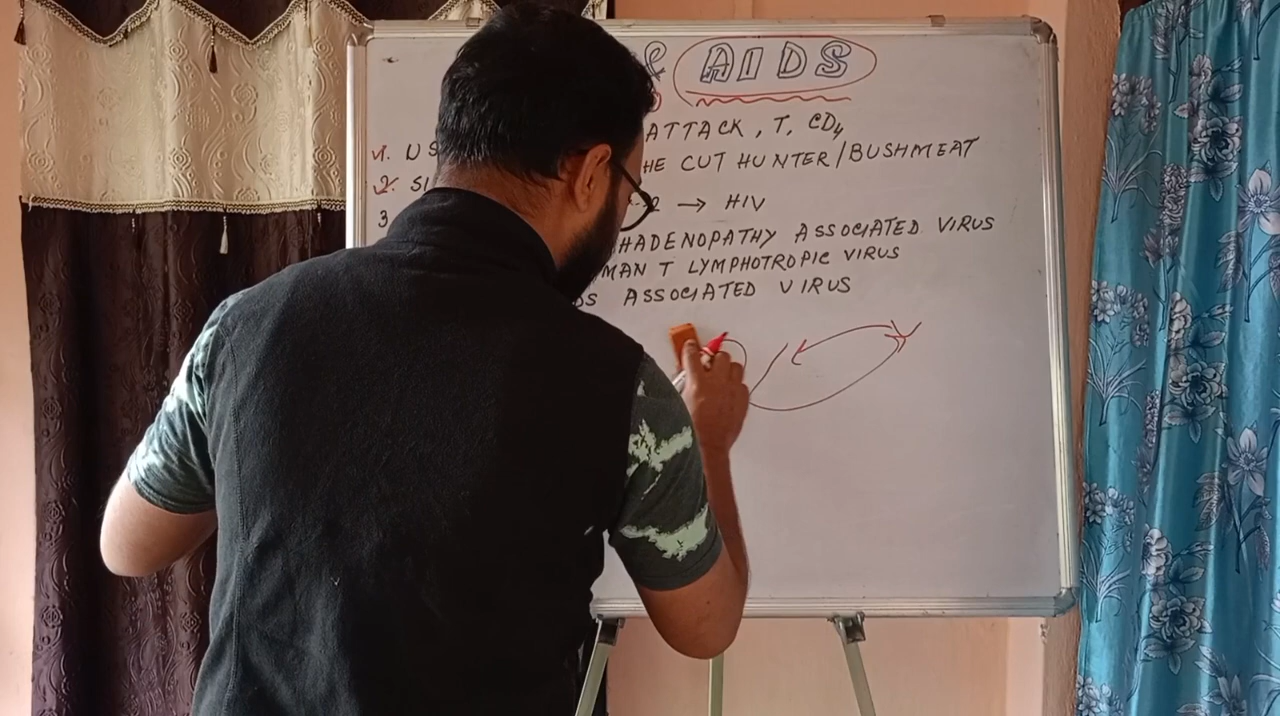 & AIDS
ATTACK, T, CD4
1. US
HE CUT HUNTER/BUSHMEAT
2. SI
→ HIV
3
HADENOPATHY ASSOCIATED VIRUS
MAN T LYMPHOTROPIC VIRUS
DS ASSOCIATED VIRUS